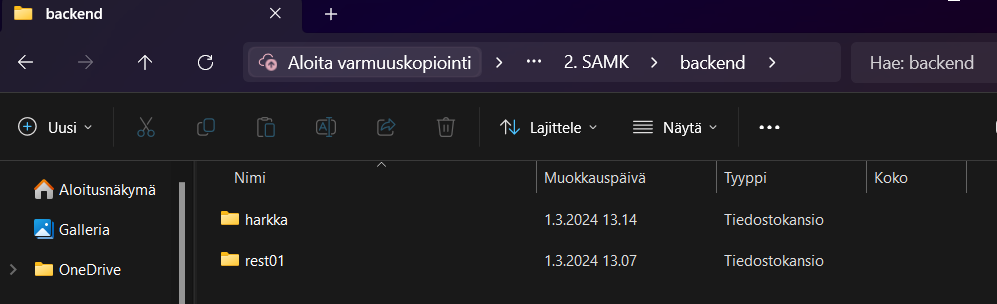 backend
Aloita varmuuskopiointi > ... 2. SAMK > backend > Hae: backend
Uusi Lajittele Näytä ...
Nimi Muokkauspäivä Tyyppi Koko
Aloitusnäkymä
harkka 1.3.2024 13.14 Tiedostokansio
Galleria
rest01 1.3.2024 13.07 Tiedostokansio
OneDrive